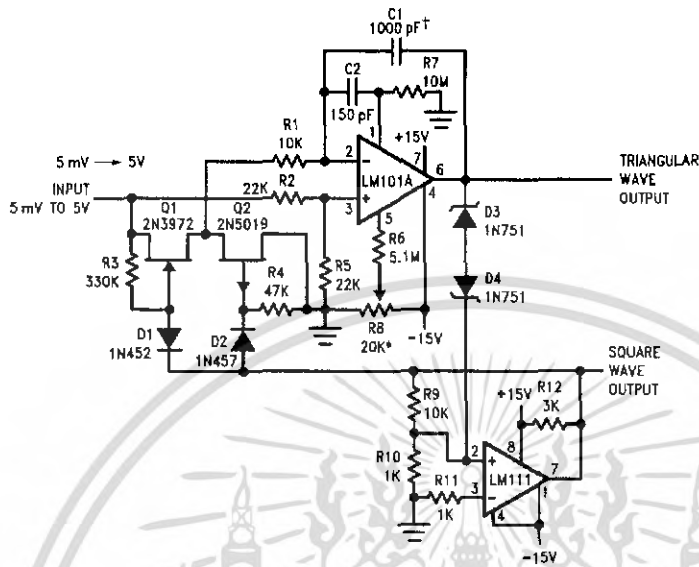 C1
1000 pF†
C2
150 pF
R7
10M
R1
10K
1
+15V
5 mV → 5V
2
7
6
TRIANGULAR
WAVE
OUTPUT
INPUT
5 mV TO 5V
22K
R2
LM101A
3
4
5
Q1
2N3972
Q2
2N5019
D3
1N751
R3
330K
R4
47K
R5
22K
R6
5.1M
D4
1N751
R8
20K*
-15V
D1
1N452
D2
1N457
SQUARE
WAVE
OUTPUT
R9
10K
+15V
R12
3K
8
R10
1K
2
7
LM111
R11
1K
3
4
1
-15V